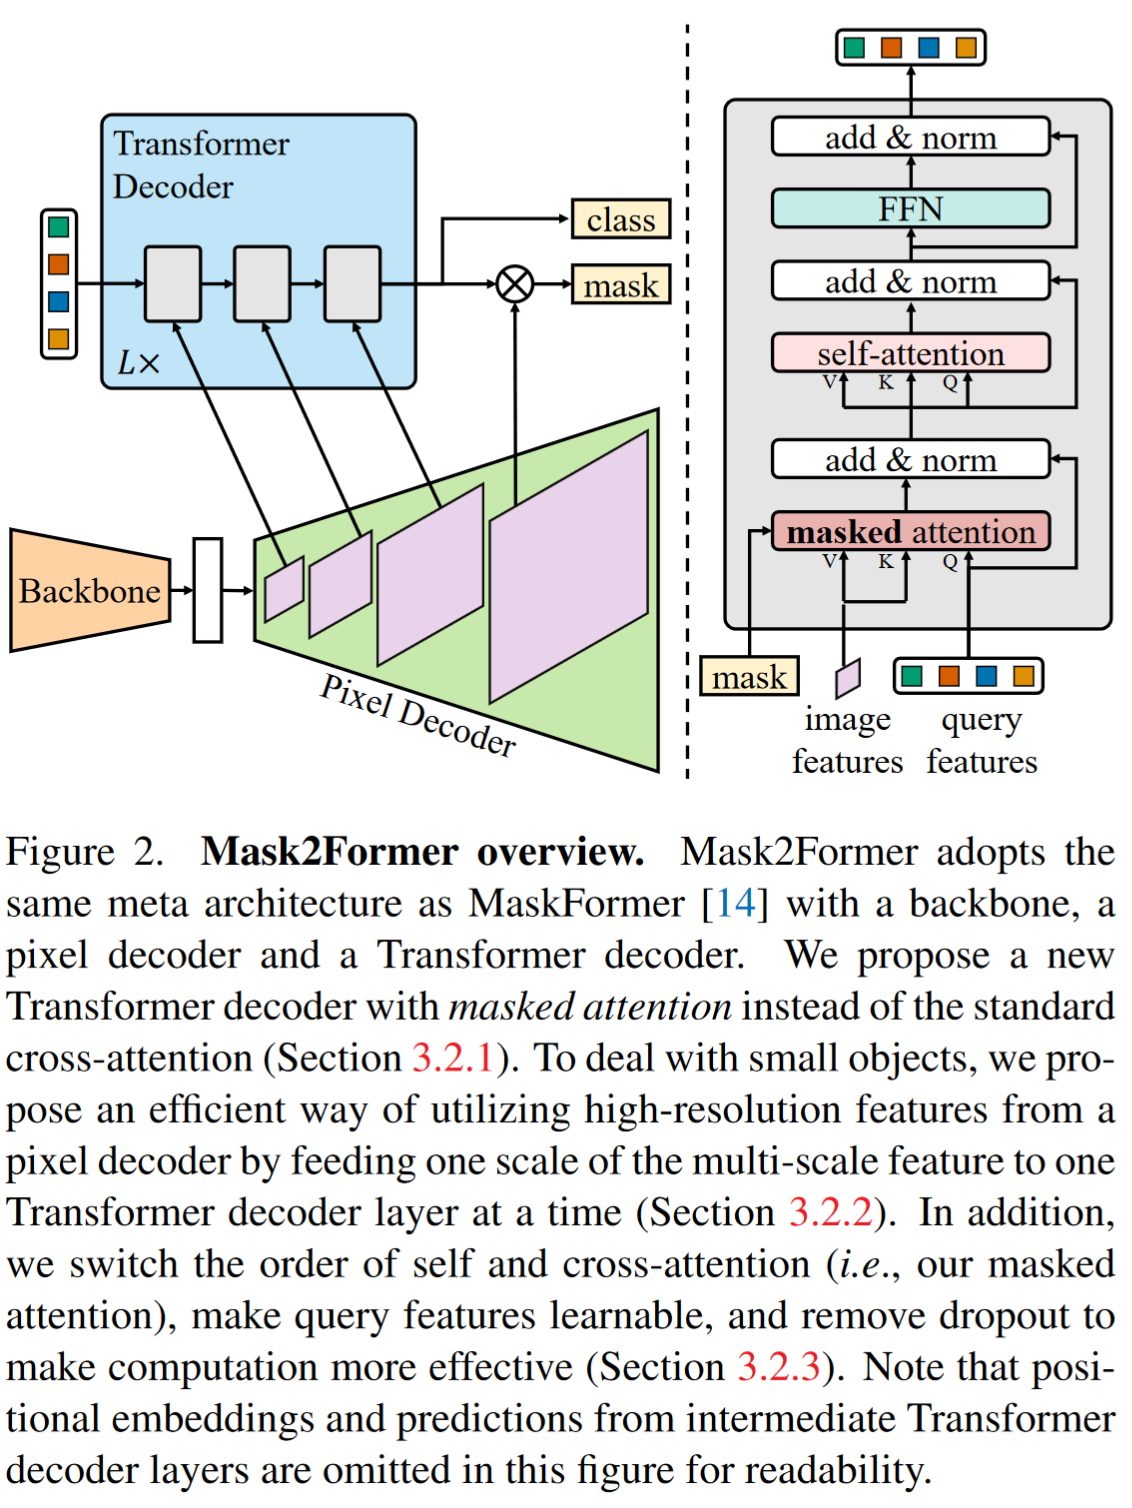 Transformer
Decoder
L×
class
mask
Backbone
Pixel Decoder
add & norm
FFN
add & norm
self-attention
V K Q
add & norm
masked attention
V K Q
mask
image
features
query
features
Figure 2. Mask2Former overview. Mask2Former adopts the
same meta architecture as MaskFormer [14] with a backbone, a
pixel decoder and a Transformer decoder. We propose a new
Transformer decoder with masked attention instead of the standard
cross-attention (Section 3.2.1). To deal with small objects, we pro-
pose an efficient way of utilizing high-resolution features from a
pixel decoder by feeding one scale of the multi-scale feature to one
Transformer decoder layer at a time (Section 3.2.2). In addition,
we switch the order of self and cross-attention (i.e., our masked
attention), make query features learnable, and remove dropout to
make computation more effective (Section 3.2.3). Note that posi-
tional embeddings and predictions from intermediate Transformer
decoder layers are omitted in this figure for readability.